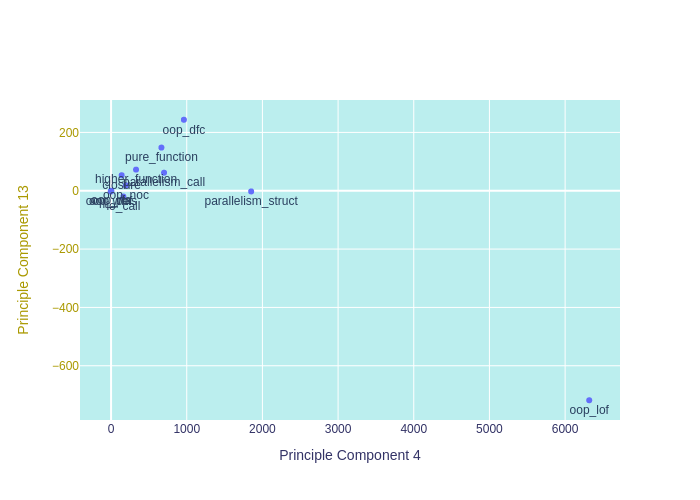 200
0
−200
−400
−600
Principle Component 13
oop_dfc
pure_function
higher_function
parallelism_call
closure
oop_noc
parallelism_struct
oop_lof
0
1000
2000
3000
4000
5000
6000
Principle Component 4